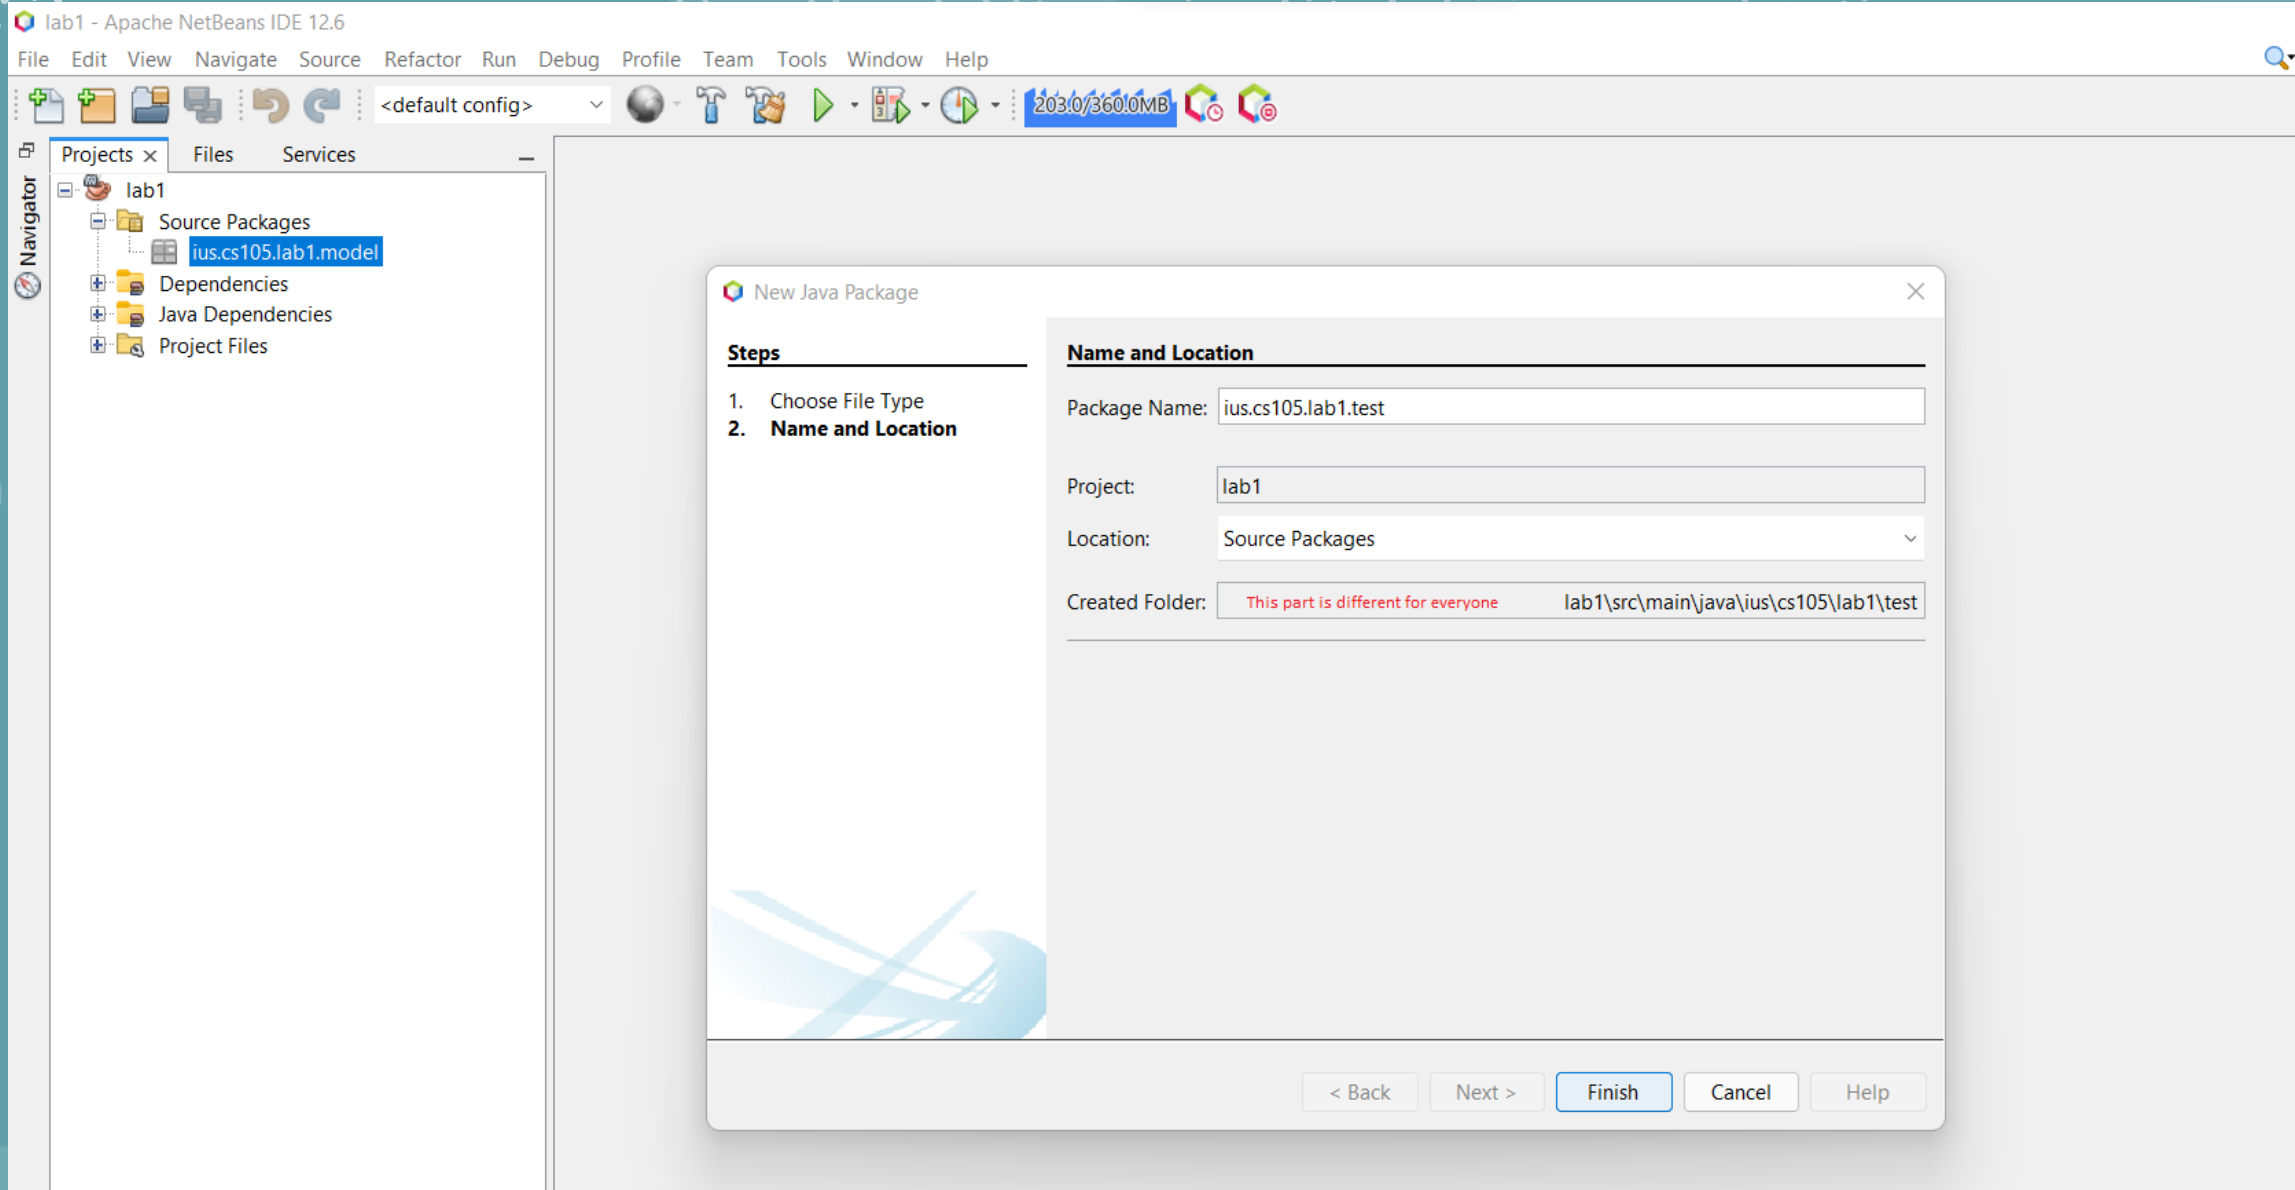 lab1 - Apache NetBeans IDE 12.6
File Edit View Navigate Source Refactor Run Debug Profile Team Tools Window Help
<default config>
203.0/360.0MB
Projects Files Services
Navigator
lab1
Source Packages
ius.cs105.lab1.model
Dependencies
Java Dependencies
Project Files
New Java Package
Steps
1. Choose File Type
2. Name and Location
Name and Location
Package Name: ius.cs105.lab1.test
Project: lab1
Location: Source Packages
Created Folder: This part is different for everyone lab1\src\main\java\ius\cs105\lab1\test
< Back Next > Finish Cancel Help